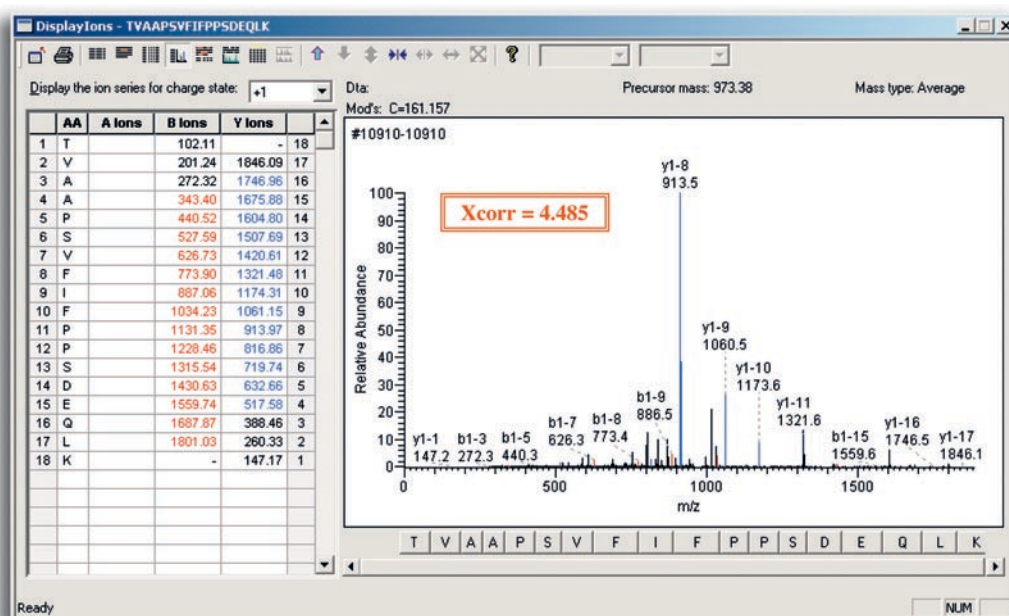 DisplayIons - TVAAPSVFIFPPSDEQLK
Display the ion series for charge state: +1
Dta: Precursor mass: 973.38 Mass type: Average
Mod's: C=161.157
AA A Ions B Ions Y Ions
1 T 102.11 - 18
2 V 201.24 1846.09 17
3 A 272.32 1746.96 16
4 A 343.40 1675.88 15
5 P 440.52 1604.80 14
6 S 527.59 1507.69 13
7 V 626.73 1420.61 12
8 F 773.90 1321.48 11
9 I 887.06 1174.31 10
10 F 1034.23 1061.15 9
11 P 1131.35 913.97 8
12 P 1228.46 816.86 7
13 S 1315.54 719.74 6
14 D 1430.63 632.66 5
15 E 1559.74 517.58 4
16 Q 1687.87 388.46 3
17 L 1801.03 260.33 2
18 K - 147.17 1
#10910-10910
Xcorr = 4.485
Relative Abundance
100
90
80
70
60
50
40
30
20
10
0
y1-8
913.5
y1-9
1060.5
y1-10
1173.6
y1-11
1321.6
b1-9
886.5
b1-8
773.4
b1-7
626.3
b1-5
440.3
b1-3
272.3
y1-1
147.2
b1-15
1559.6
y1-16
1746.5
y1-17
1846.1
0 500 1000 1500
m/z
T V A A P S V F I F P P S D E Q L K
Ready NUM